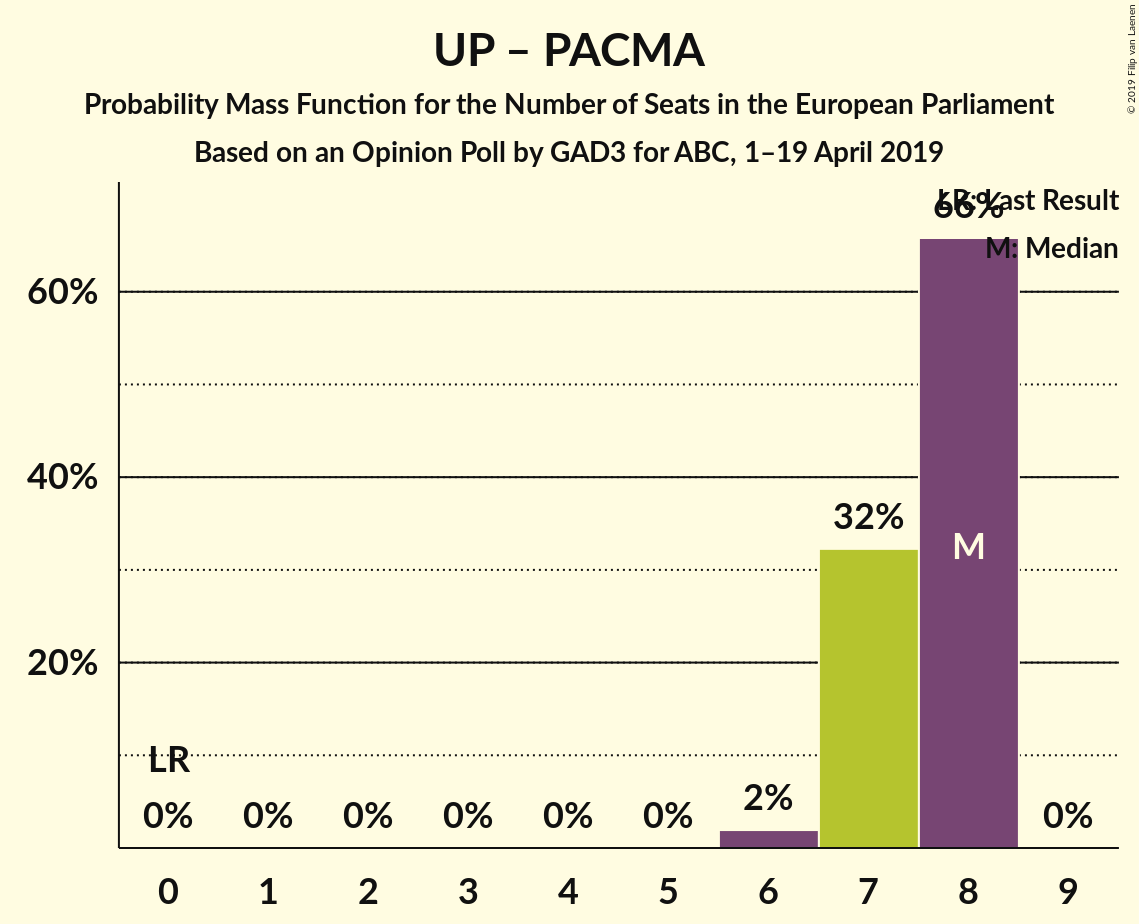 UP – PACMA
Probability Mass Function for the Number of Seats in the European Parliament
Based on an Opinion Poll by GAD3 for ABC, 1–19 April 2019
© 2019 Filip van Laenen
LR: Last Result
M: Median
66%
60%
40%
20%
32%
M
LR
0%
0%
0%
0%
0%
0%
2%
0%
0
1
2
3
4
5
6
7
8
9